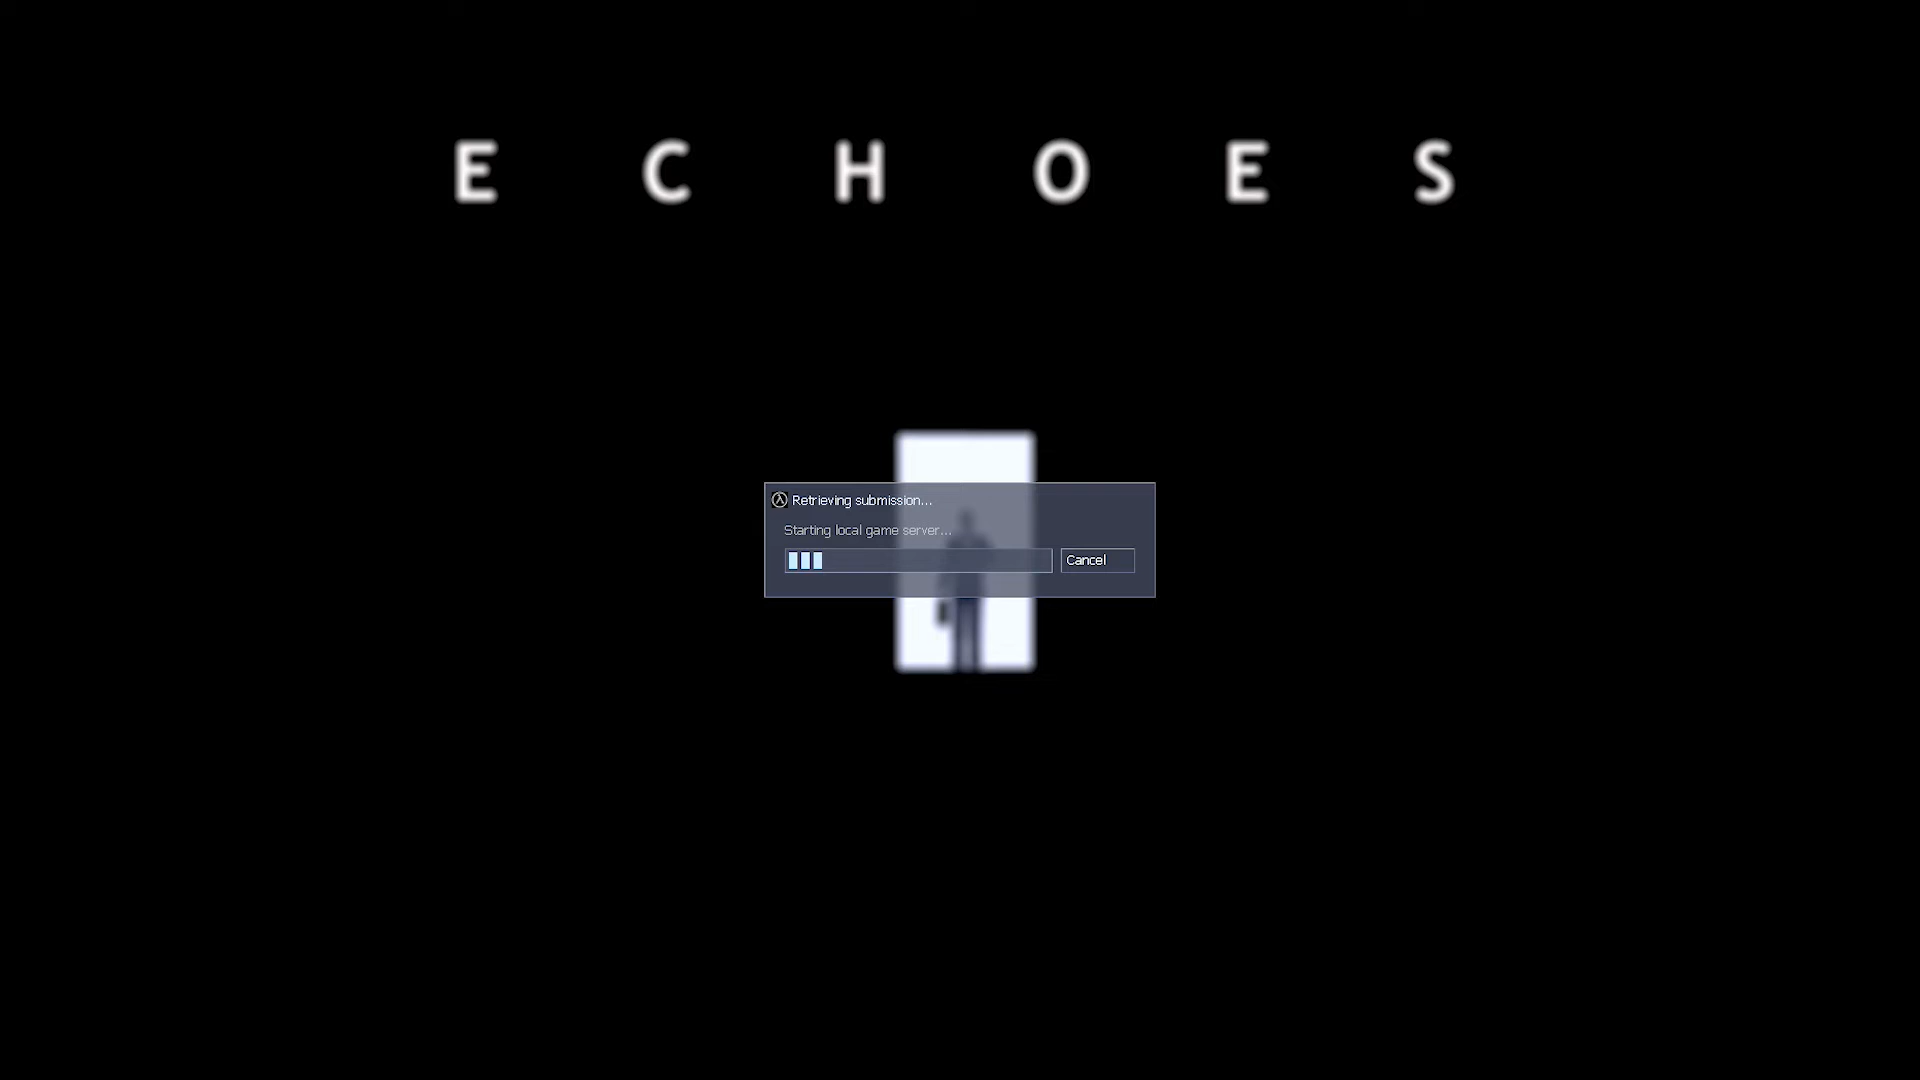 E C H O E S
Retrieving submission...
Starting local game server...
Cancel